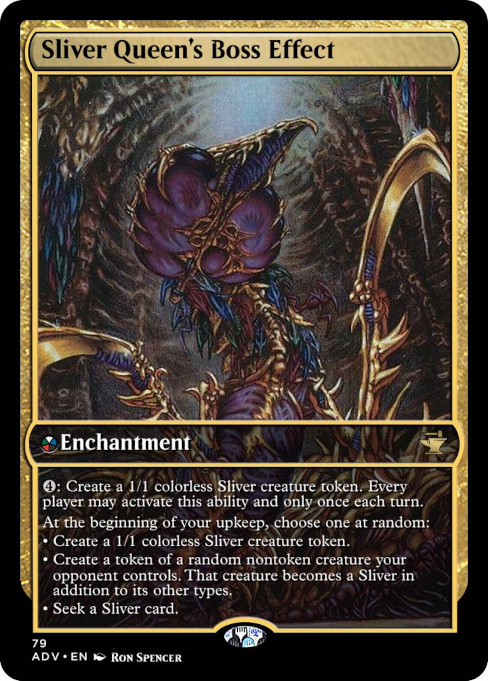 Sliver Queen's Boss Effect
Enchantment
4: Create a 1/1 colorless Sliver creature token. Every
player may activate this ability and only once each turn.
At the beginning of your upkeep, choose one at random:
• Create a 1/1 colorless Sliver creature token.
• Create a token of a random nontoken creature your
opponent controls. That creature becomes a Sliver in
addition to its other types.
• Seek a Sliver card.
79
ADV • EN Ron Spencer